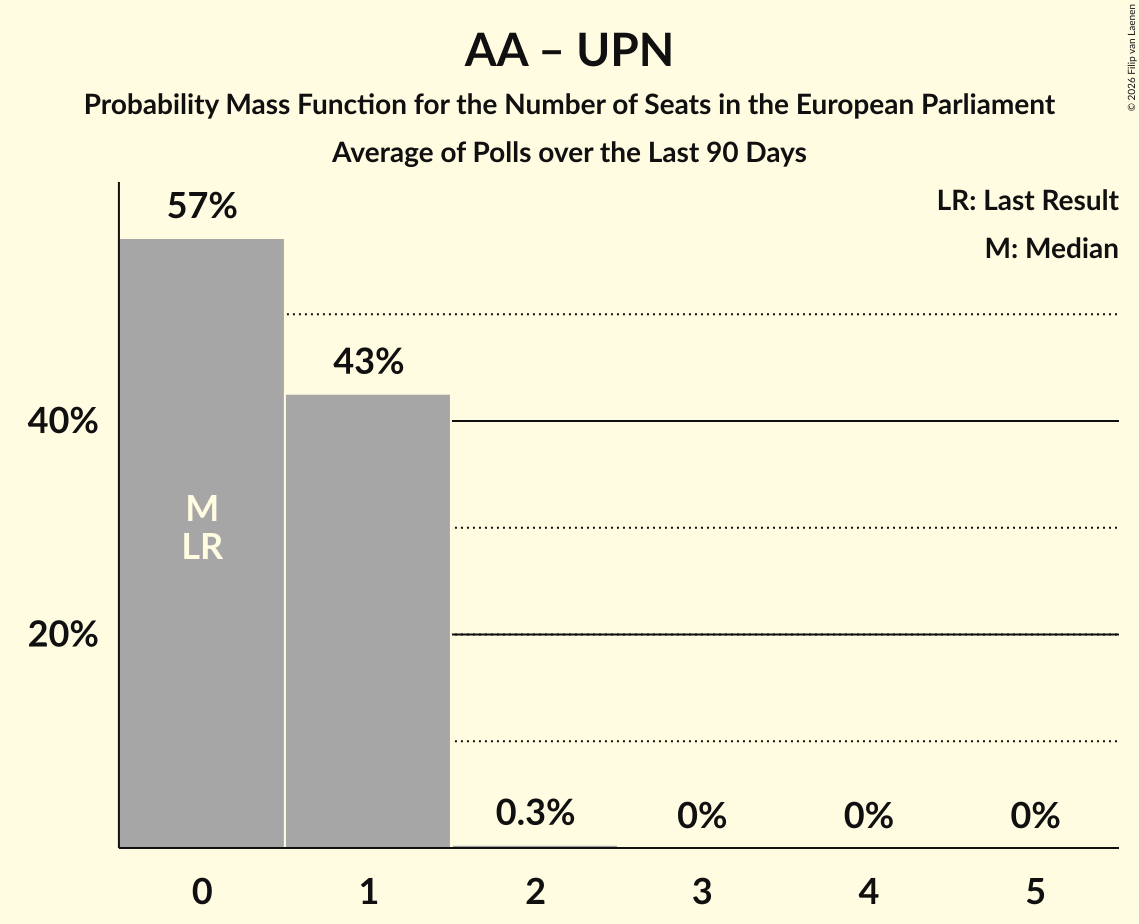 AA – UPN
Probability Mass Function for the Number of Seats in the European Parliament
Average of Polls over the Last 90 Days
© 2026 Filip van Laenen
LR: Last Result
M: Median
57%
43%
40%
M
LR
20%
0.3%
0%
0%
0%
0
1
2
3
4
5